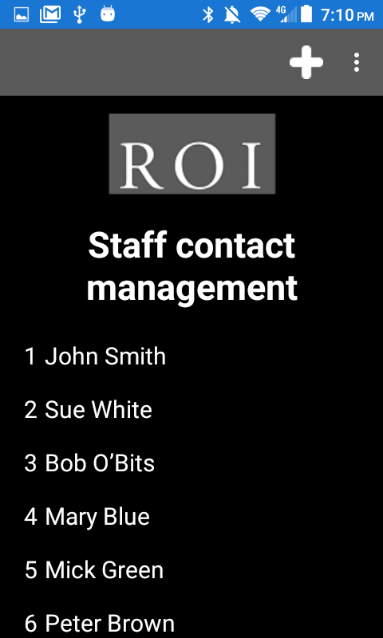 4G 7:10 PM
ROI
Staff contact
management
1 John Smith
2 Sue White
3 Bob O’Bits
4 Mary Blue
5 Mick Green
6 Peter Brown